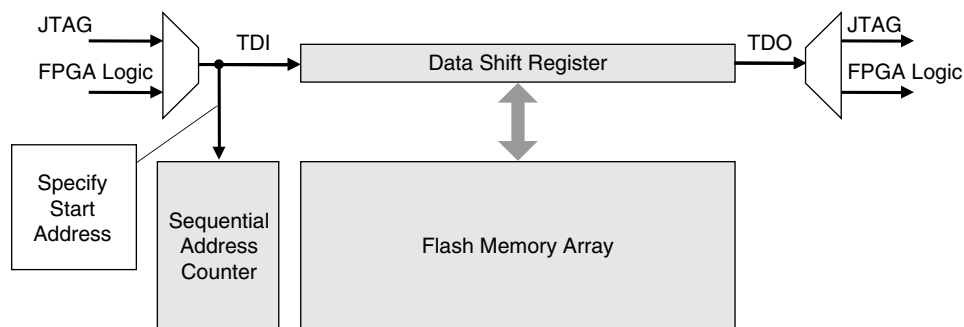 JTAG
FPGA Logic
TDI
Data Shift Register
TDO
JTAG
FPGA Logic
Specify
Start
Address
Sequential
Address
Counter
Flash Memory Array